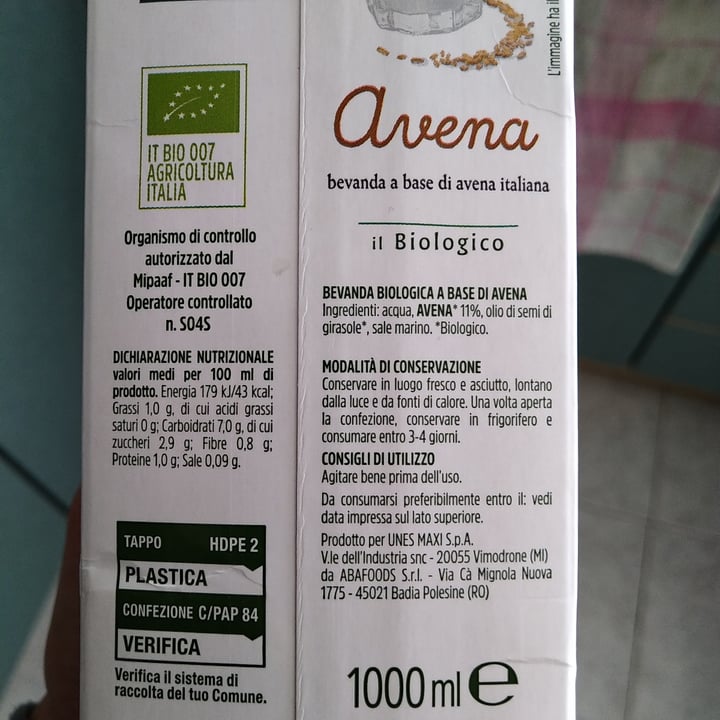 IT BIO 007
AGRICOLTURA
ITALIA
Organismo di controllo
autorizzato dal
Mipaaf - IT BIO 007
Operatore controllato
n. S04S
DICHIARAZIONE NUTRIZIONALE
valori medi per 100 ml di
prodotto. Energia 179 kJ/43 kcal;
Grassi 1,0 g, di cui acidi grassi
saturi 0 g; Carboidrati 7,0 g, di cui
zuccheri 2,9 g; Fibre 0,8 g;
Proteine 1,0 g; Sale 0,09 g.
TAPPO HDPE 2
PLASTICA
CONFEZIONE C/PAP 84
VERIFICA
Verifica il sistema di
raccolta del tuo Comune.
L'immagine ha il
Avena
bevanda a base di avena italiana
il Biologico
BEVANDA BIOLOGICA A BASE DI AVENA
Ingredienti: acqua, AVENA* 11%, olio di semi di
girasole*, sale marino. *Biologico.
MODALITÀ DI CONSERVAZIONE
Conservare in luogo fresco e asciutto, lontano
dalla luce e da fonti di calore. Una volta aperta
la confezione, conservare in frigorifero e
consumare entro 3-4 giorni.
CONSIGLI DI UTILIZZO
Agitare bene prima dell'uso.
Da consumarsi preferibilmente entro il: vedi
data impressa sul lato superiore.
Prodotto per UNES MAXI S.p.A.
V.le dell'Industria snc - 20055 Vimodrone (MI)
da ABAFOODS S.r.l. - Via Cà Mignola Nuova
1775 - 45021 Badia Polesine (RO)
1000 ml e